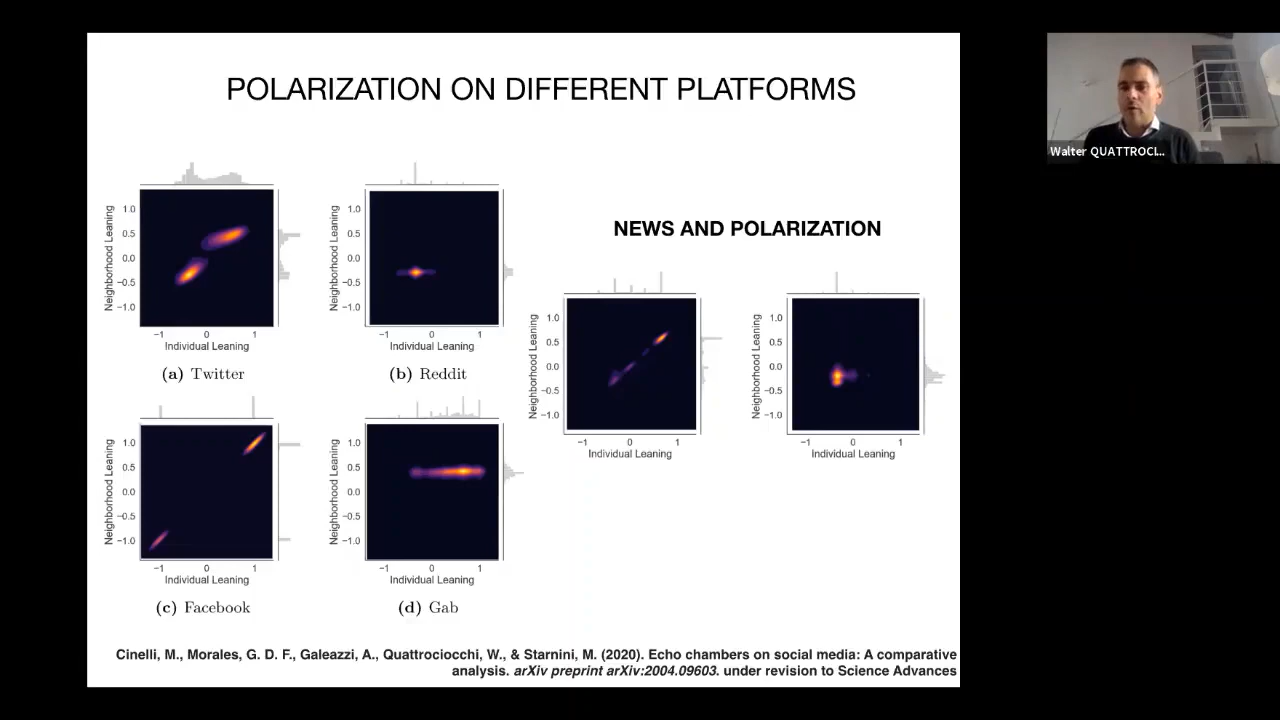 POLARIZATION ON DIFFERENT PLATFORMS
Walter QUATTROCI...
Neighborhood Leaning
1.0
0.5
0.0
−0.5
−1.0
−1 0 1
Individual Leaning
(a) Twitter
Neighborhood Leaning
1.0
0.5
0.0
−0.5
−1.0
−1 0 1
Individual Leaning
(b) Reddit
Neighborhood Leaning
1.0
0.5
0.0
−0.5
−1.0
−1 0 1
Individual Leaning
(c) Facebook
Neighborhood Leaning
1.0
0.5
0.0
−0.5
−1.0
−1 0 1
Individual Leaning
(d) Gab
NEWS AND POLARIZATION
Neighborhood Leaning
1.0
0.5
0.0
−0.5
−1.0
−1 0 1
Individual Leaning
Neighborhood Leaning
1.0
0.5
0.0
−0.5
−1.0
−1 0 1
Individual Leaning
Cinelli, M., Morales, G. D. F., Galeazzi, A., Quattrociocchi, W., & Starnini, M. (2020). Echo chambers on social media: A comparative
analysis. arXiv preprint arXiv:2004.09603. under revision to Science Advances